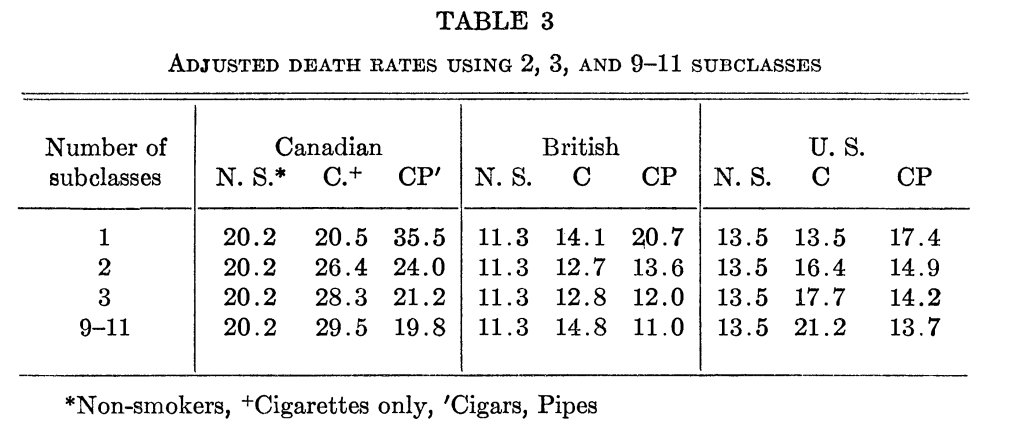 TABLE 3
ADJUSTED DEATH RATES USING 2, 3, AND 9–11 SUBCLASSES
Number of subclasses Canadian British U. S.
N. S.* C.+ CP′ N. S. C CP N. S. C CP
1 20.2 20.5 35.5 11.3 14.1 20.7 13.5 13.5 17.4
2 20.2 26.4 24.0 11.3 12.7 13.6 13.5 16.4 14.9
3 20.2 28.3 21.2 11.3 12.8 12.0 13.5 17.7 14.2
9–11 20.2 29.5 19.8 11.3 14.8 11.0 13.5 21.2 13.7
*Non-smokers, +Cigarettes only, ′Cigars, Pipes